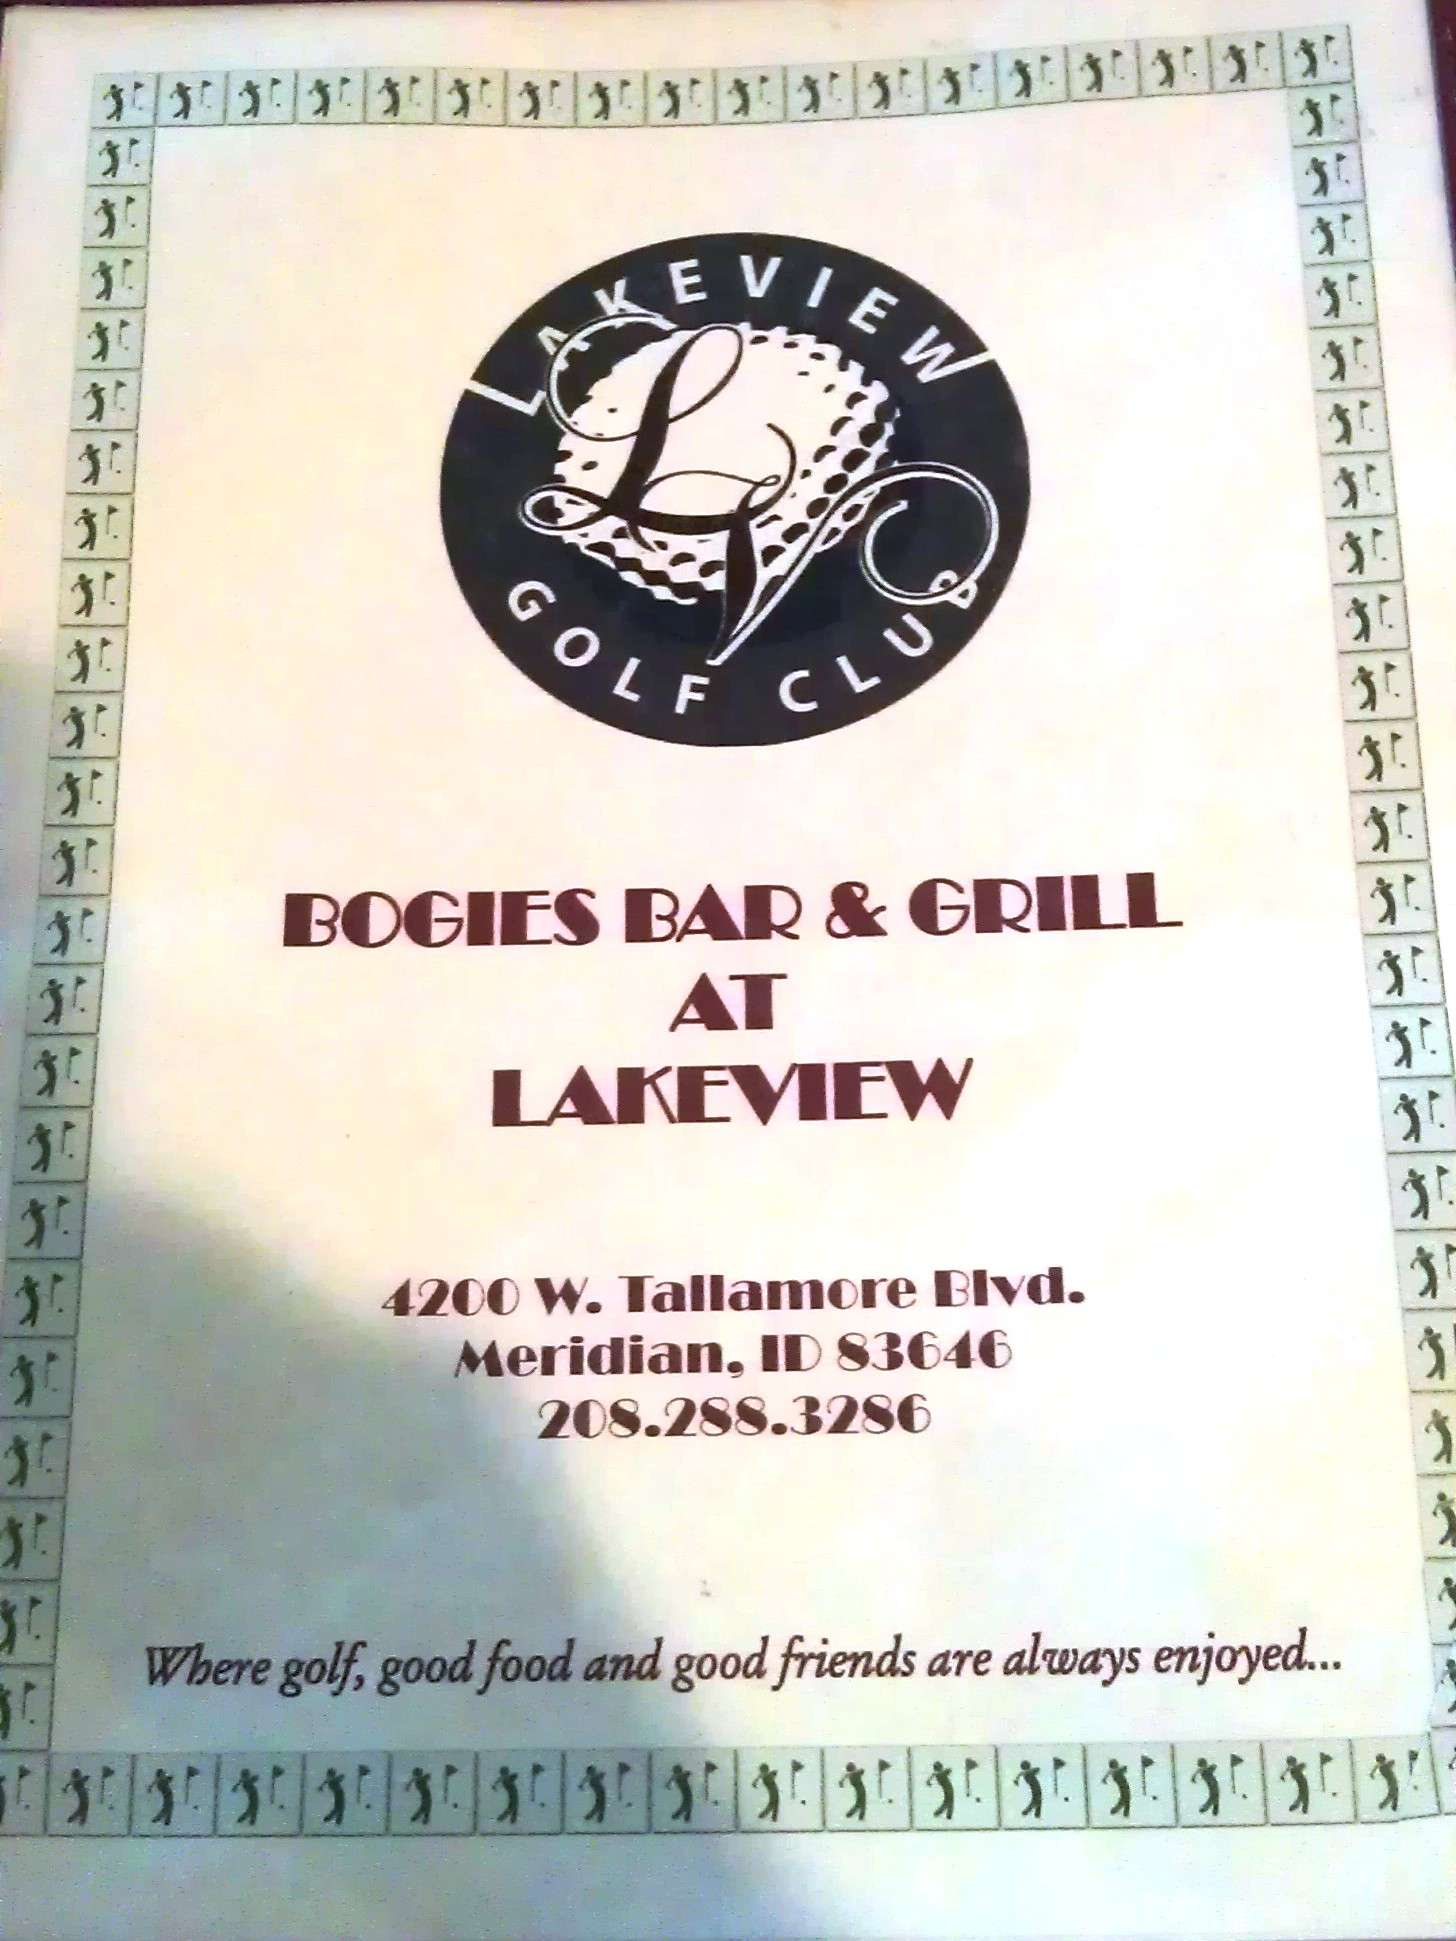 LAKEVIEW
LV
GOLF CLUB
BOGIES BAR & GRILL
AT
LAKEVIEW
4200 W. Tallamore Blvd.
Meridian, ID 83646
208.288.3286
Where golf, good food and good friends are always enjoyed...